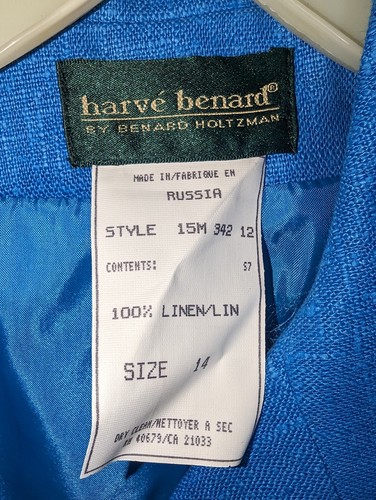 harvé benard®
BY BENARD HOLTZMAN
MADE IN/FABRIQUE EN
RUSSIA
STYLE 15M 342 12
CONTENTS: 57
100% LINEN/LIN
SIZE 14
DRY CLEAN/NETTOYER A SEC
RN 40679/CA 21033